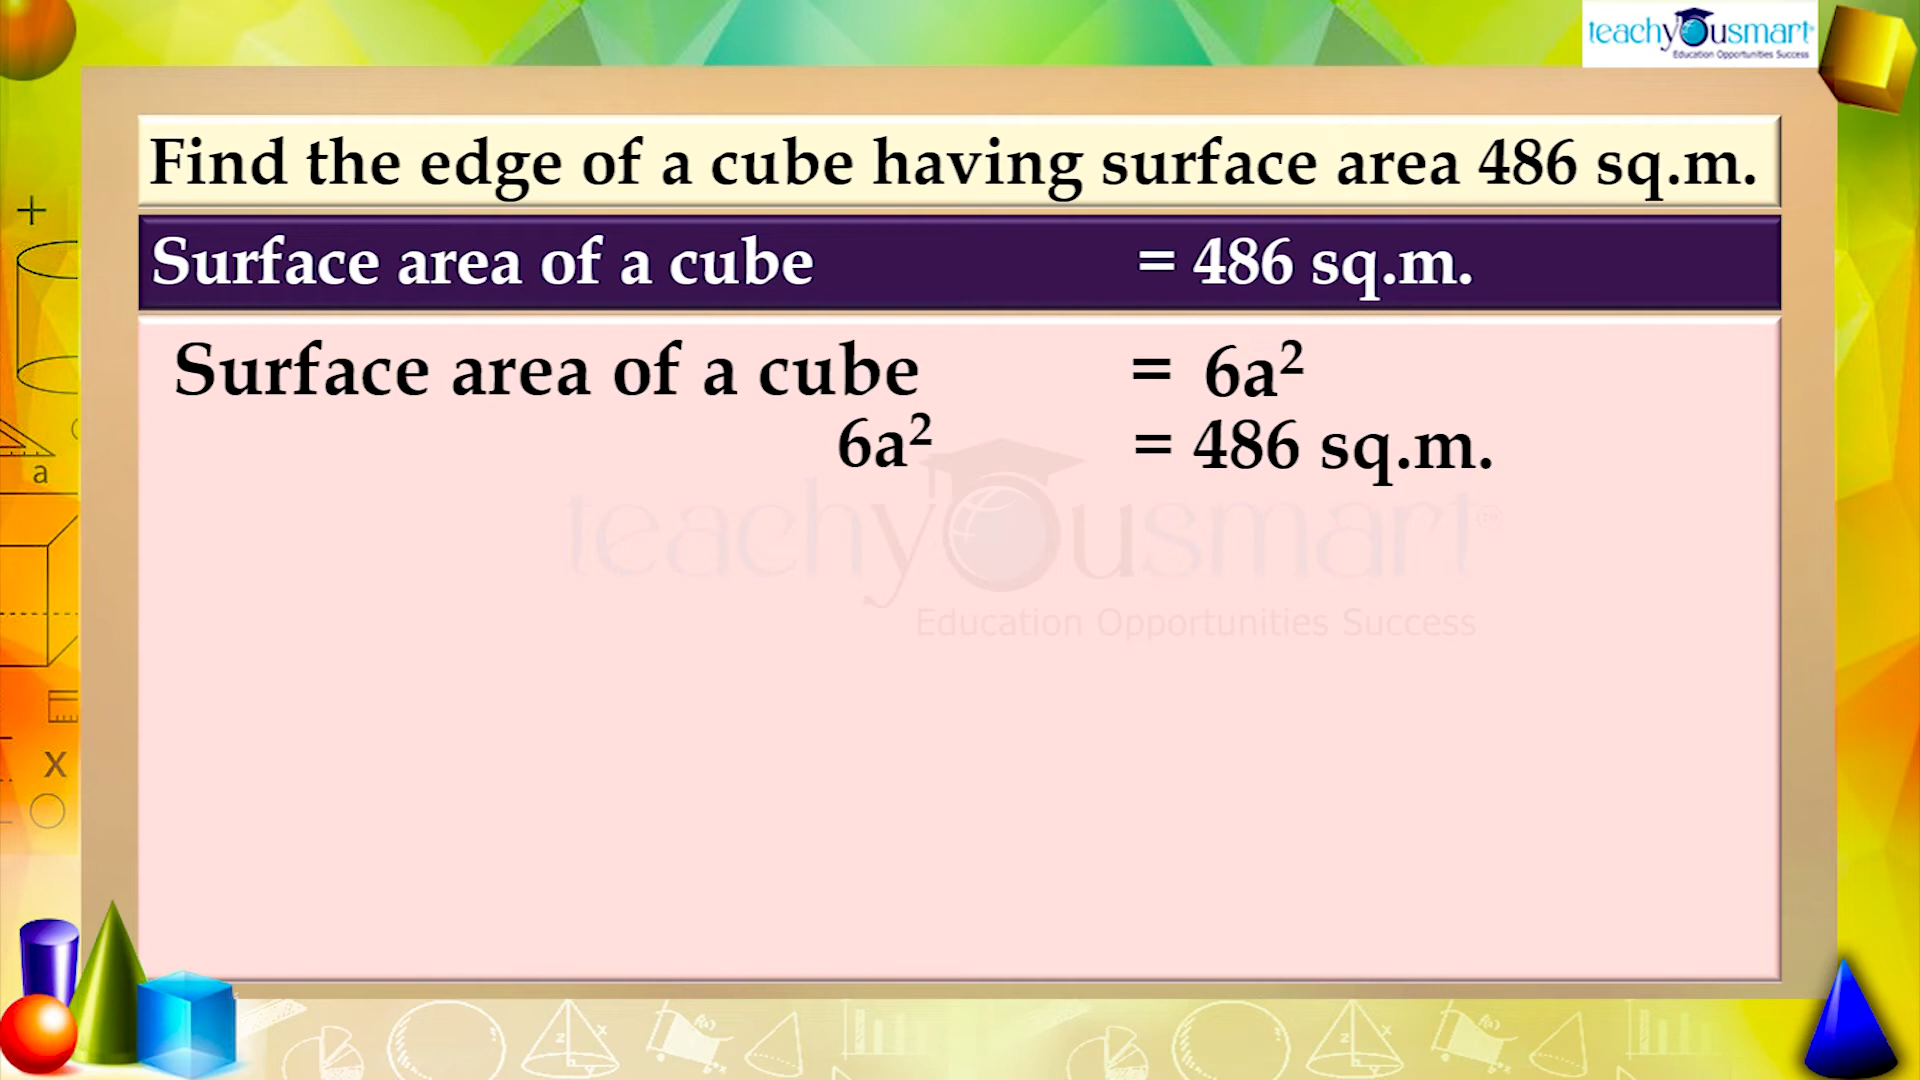 teachyousmart
Education Opportunities Success
Find the edge of a cube having surface area 486 sq.m.
Surface area of a cube = 486 sq.m.
Surface area of a cube = 6a²
6a² = 486 sq.m.
teachyousmart
Education Opportunities Success
+
a
x